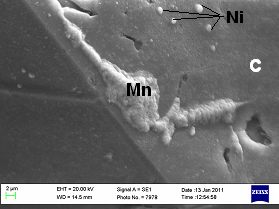 Ni
C
Mn
2 µm
EHT = 20.00 kV
Signal A = SE1
Date :13 Jan 2011
ZEISS
WD = 14.5 mm
Photo No. = 7978
Time :12:54:58